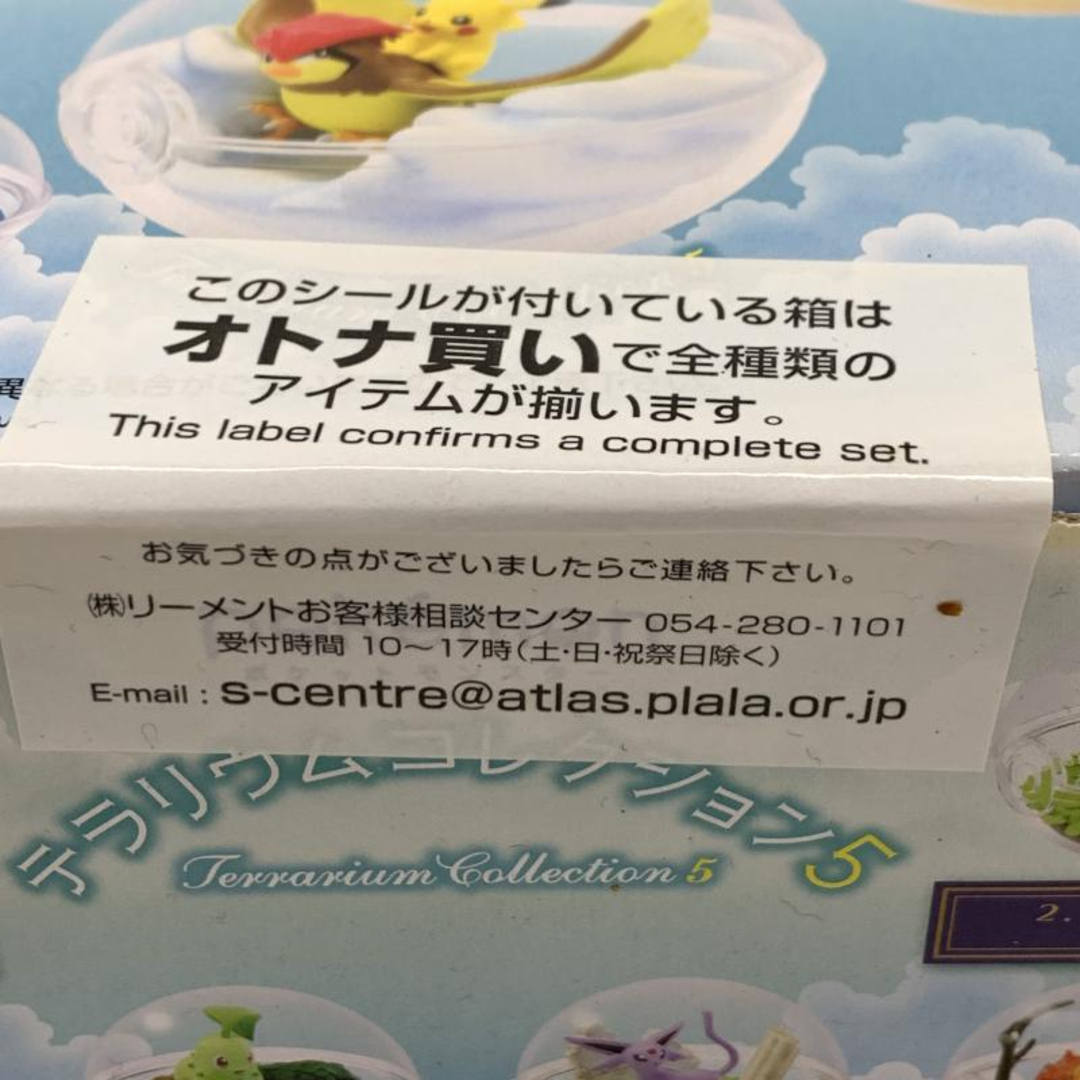 このシールが付いている箱は
オトナ買いで全種類の
アイテムが揃います。
This label confirms a complete set.
お気づきの点がございましたらご連絡下さい。
㈱リーメントお客様相談センター 054-280-1101
受付時間 10～17時(土・日・祝祭日除く)
E-mail : s-centre@atlas.plala.or.jp
テラリウムコレクション5
Terrarium Collection 5
2.